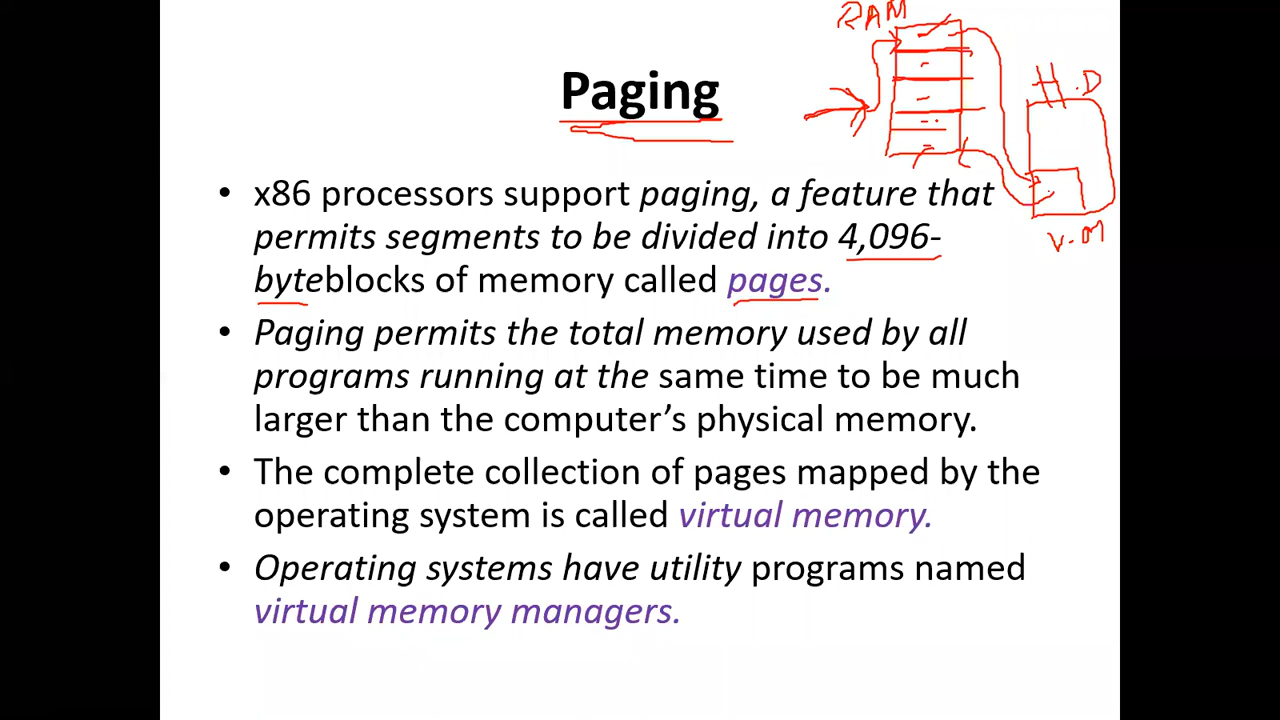 RAM
Paging
H.D
• x86 processors support paging, a feature that
permits segments to be divided into 4,096-
byteblocks of memory called pages.
V.M
• Paging permits the total memory used by all
programs running at the same time to be much
larger than the computer’s physical memory.
• The complete collection of pages mapped by the
operating system is called virtual memory.
• Operating systems have utility programs named
virtual memory managers.